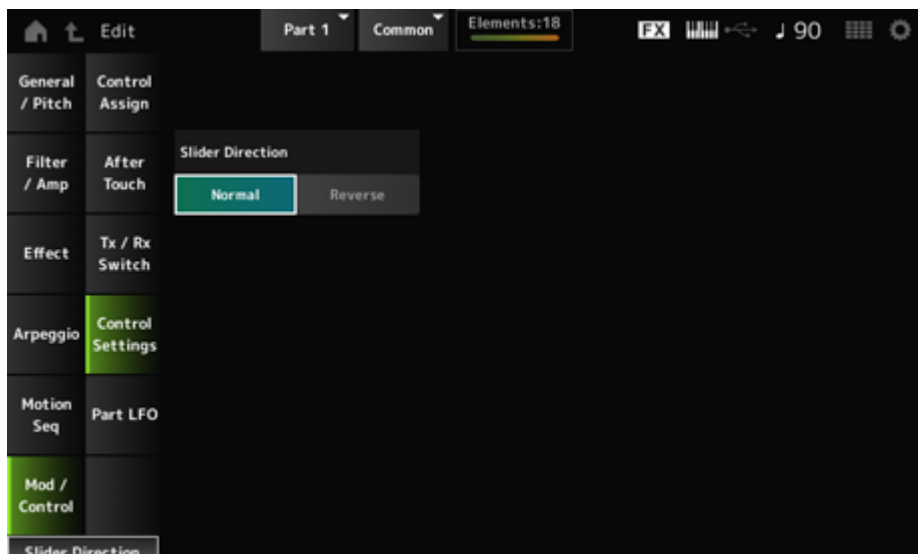 Edit
Part 1
Common
Elements:18
FX
90
General
/ Pitch
Control
Assign
Filter
/ Amp
After
Touch
Slider Direction
Normal
Reverse
Effect
Tx / Rx
Switch
Arpeggio
Control
Settings
Motion
Seq
Part LFO
Mod /
Control
Slider Direction